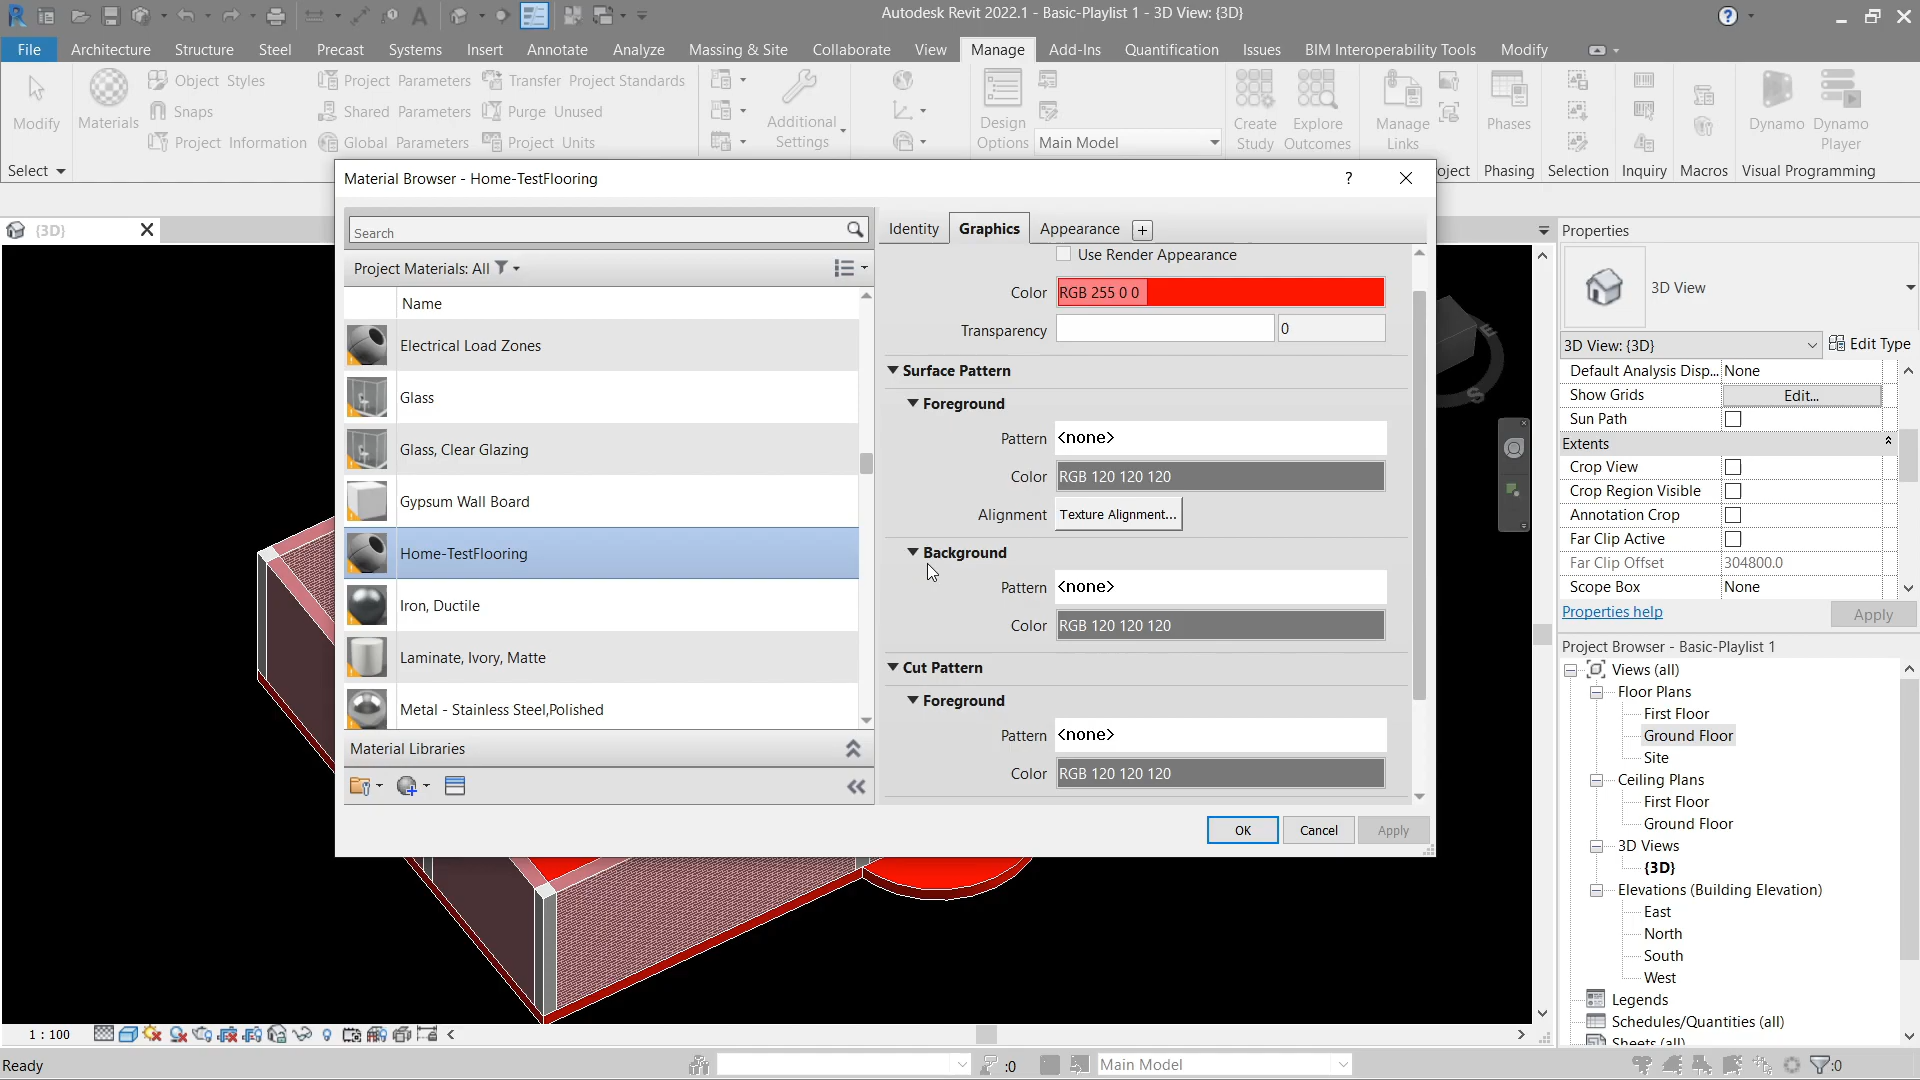 Autodesk Revit 2022.1 - Basic-Playlist 1 - 3D View: {3D}
File Architecture Structure Steel Precast Systems Insert Annotate Analyze Massing & Site Collaborate View Manage Add-Ins Quantification Issues BIM Interoperability Tools Modify
Modify
Materials
Object Styles
Snaps
Project Information
Project Parameters
Shared Parameters
Global Parameters
Transfer Project Standards
Purge Unused
Project Units
Additional
Settings
Design
Options
Main Model
Create
Study
Explore
Outcomes
Manage
Links
Phases
Dynamo
Dynamo
Player
Select
oject
Phasing
Selection
Inquiry
Macros
Visual Programming
{3D}
Material Browser - Home-TestFlooring
?
Search
Project Materials: All
Name
Electrical Load Zones
Glass
Glass, Clear Glazing
Gypsum Wall Board
Home-TestFlooring
Iron, Ductile
Laminate, Ivory, Matte
Metal - Stainless Steel,Polished
Material Libraries
Identity Graphics Appearance
Use Render Appearance
Color RGB 255 0 0
Transparency 0
Surface Pattern
Foreground
Pattern <none>
Color RGB 120 120 120
Alignment Texture Alignment...
Background
Pattern <none>
Color RGB 120 120 120
Cut Pattern
Foreground
Pattern <none>
Color RGB 120 120 120
OK Cancel Apply
E
S
Properties
3D View
3D View: {3D} Edit Type
Default Analysis Disp... None
Show Grids Edit...
Sun Path
Extents
Crop View
Crop Region Visible
Annotation Crop
Far Clip Active
Far Clip Offset 304800.0
Scope Box None
Properties help Apply
Project Browser - Basic-Playlist 1
Views (all)
Floor Plans
First Floor
Ground Floor
Site
Ceiling Plans
First Floor
Ground Floor
3D Views
{3D}
Elevations (Building Elevation)
East
North
South
West
Legends
Schedules/Quantities (all)
Sheets (all)
1 : 100
Ready
:0
Main Model
:0